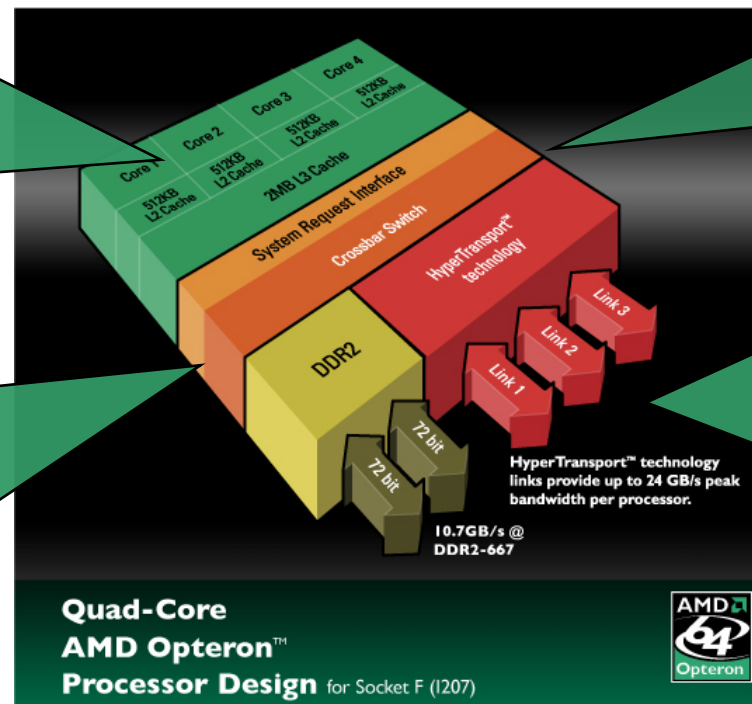 Core 1
Core 2
Core 3
Core 4
512KB
L2 Cache
512KB
L2 Cache
512KB
L2 Cache
512KB
L2 Cache
2MB L3 Cache
System Request Interface
Crossbar Switch
HyperTransport™
technology
DDR2
Link 1
Link 2
Link 3
72 bit
72 bit
HyperTransport™ technology
links provide up to 24 GB/s peak
bandwidth per processor.
10.7GB/s @
DDR2-667
Quad-Core
AMD Opteron™
Processor Design for Socket F (1207)
AMD
64
Opteron